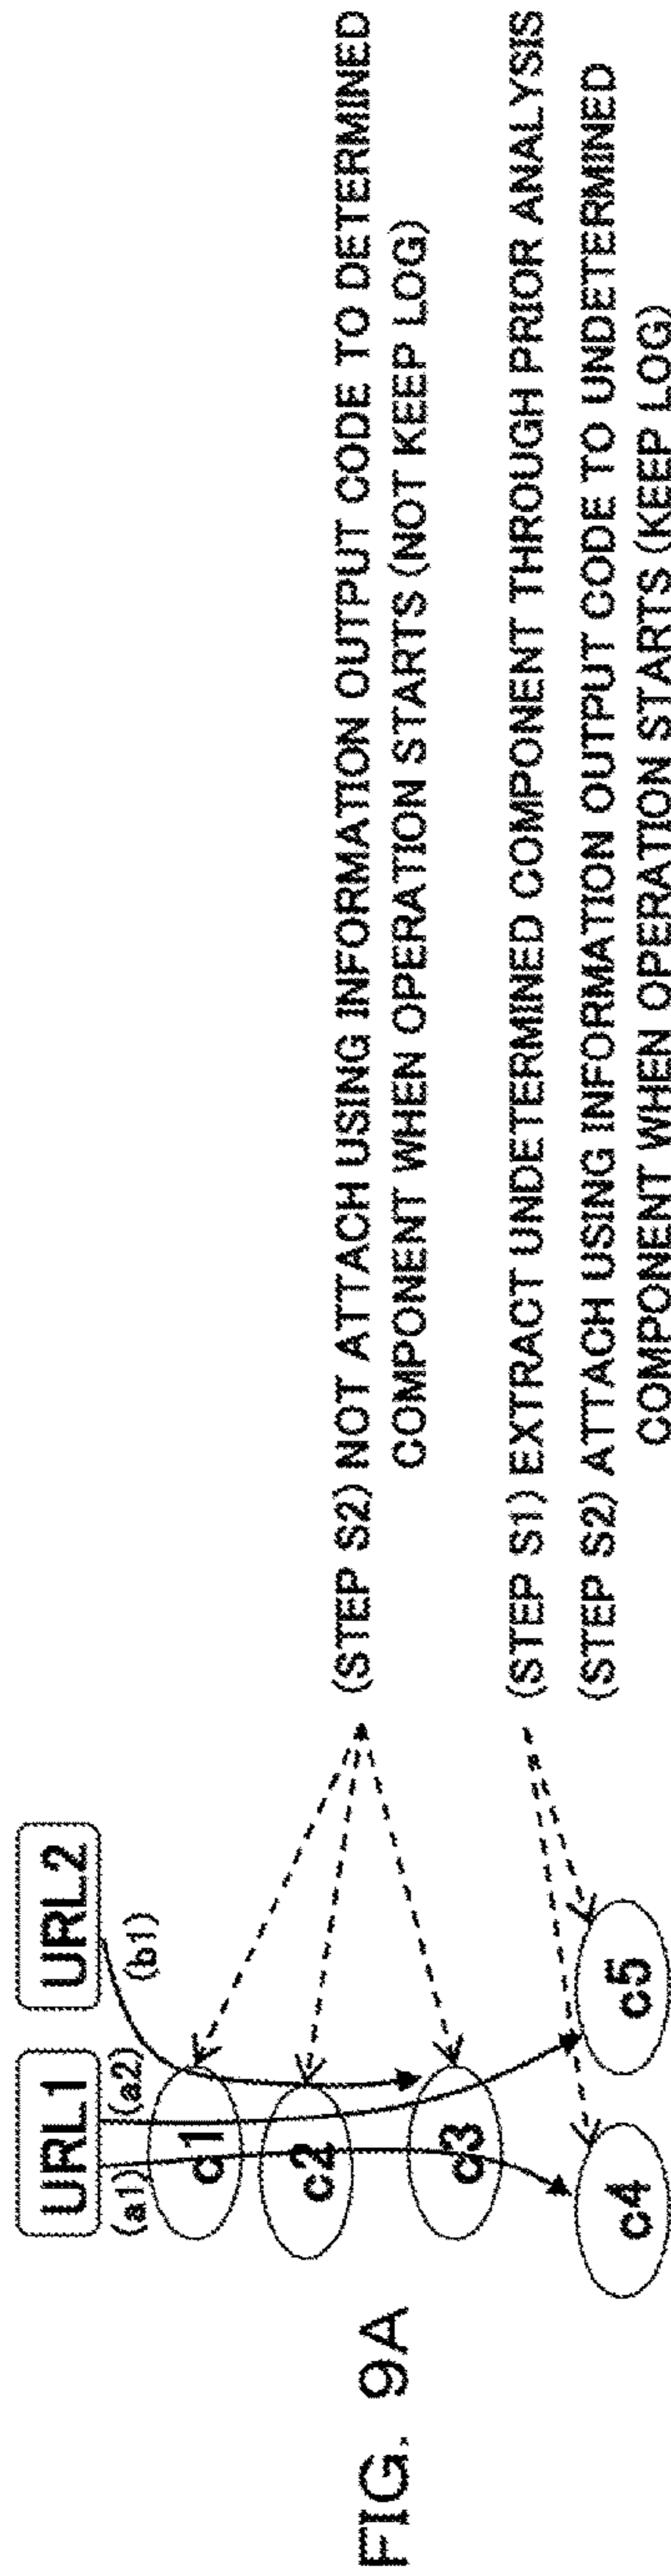 FIG. 9A
URL1
URL2
(a1)
(a2)
(b1)
c1
c2
c3
c4
c5
(STEP S2) NOT ATTACH USING INFORMATION OUTPUT CODE TO DETERMINED
COMPONENT WHEN OPERATION STARTS (NOT KEEP LOG)
(STEP S1) EXTRACT UNDETERMINED COMPONENT THROUGH PRIOR ANALYSIS
(STEP S2) ATTACH USING INFORMATION OUTPUT CODE TO UNDETERMINED
COMPONENT WHEN OPERATION STARTS (KEEP LOG)